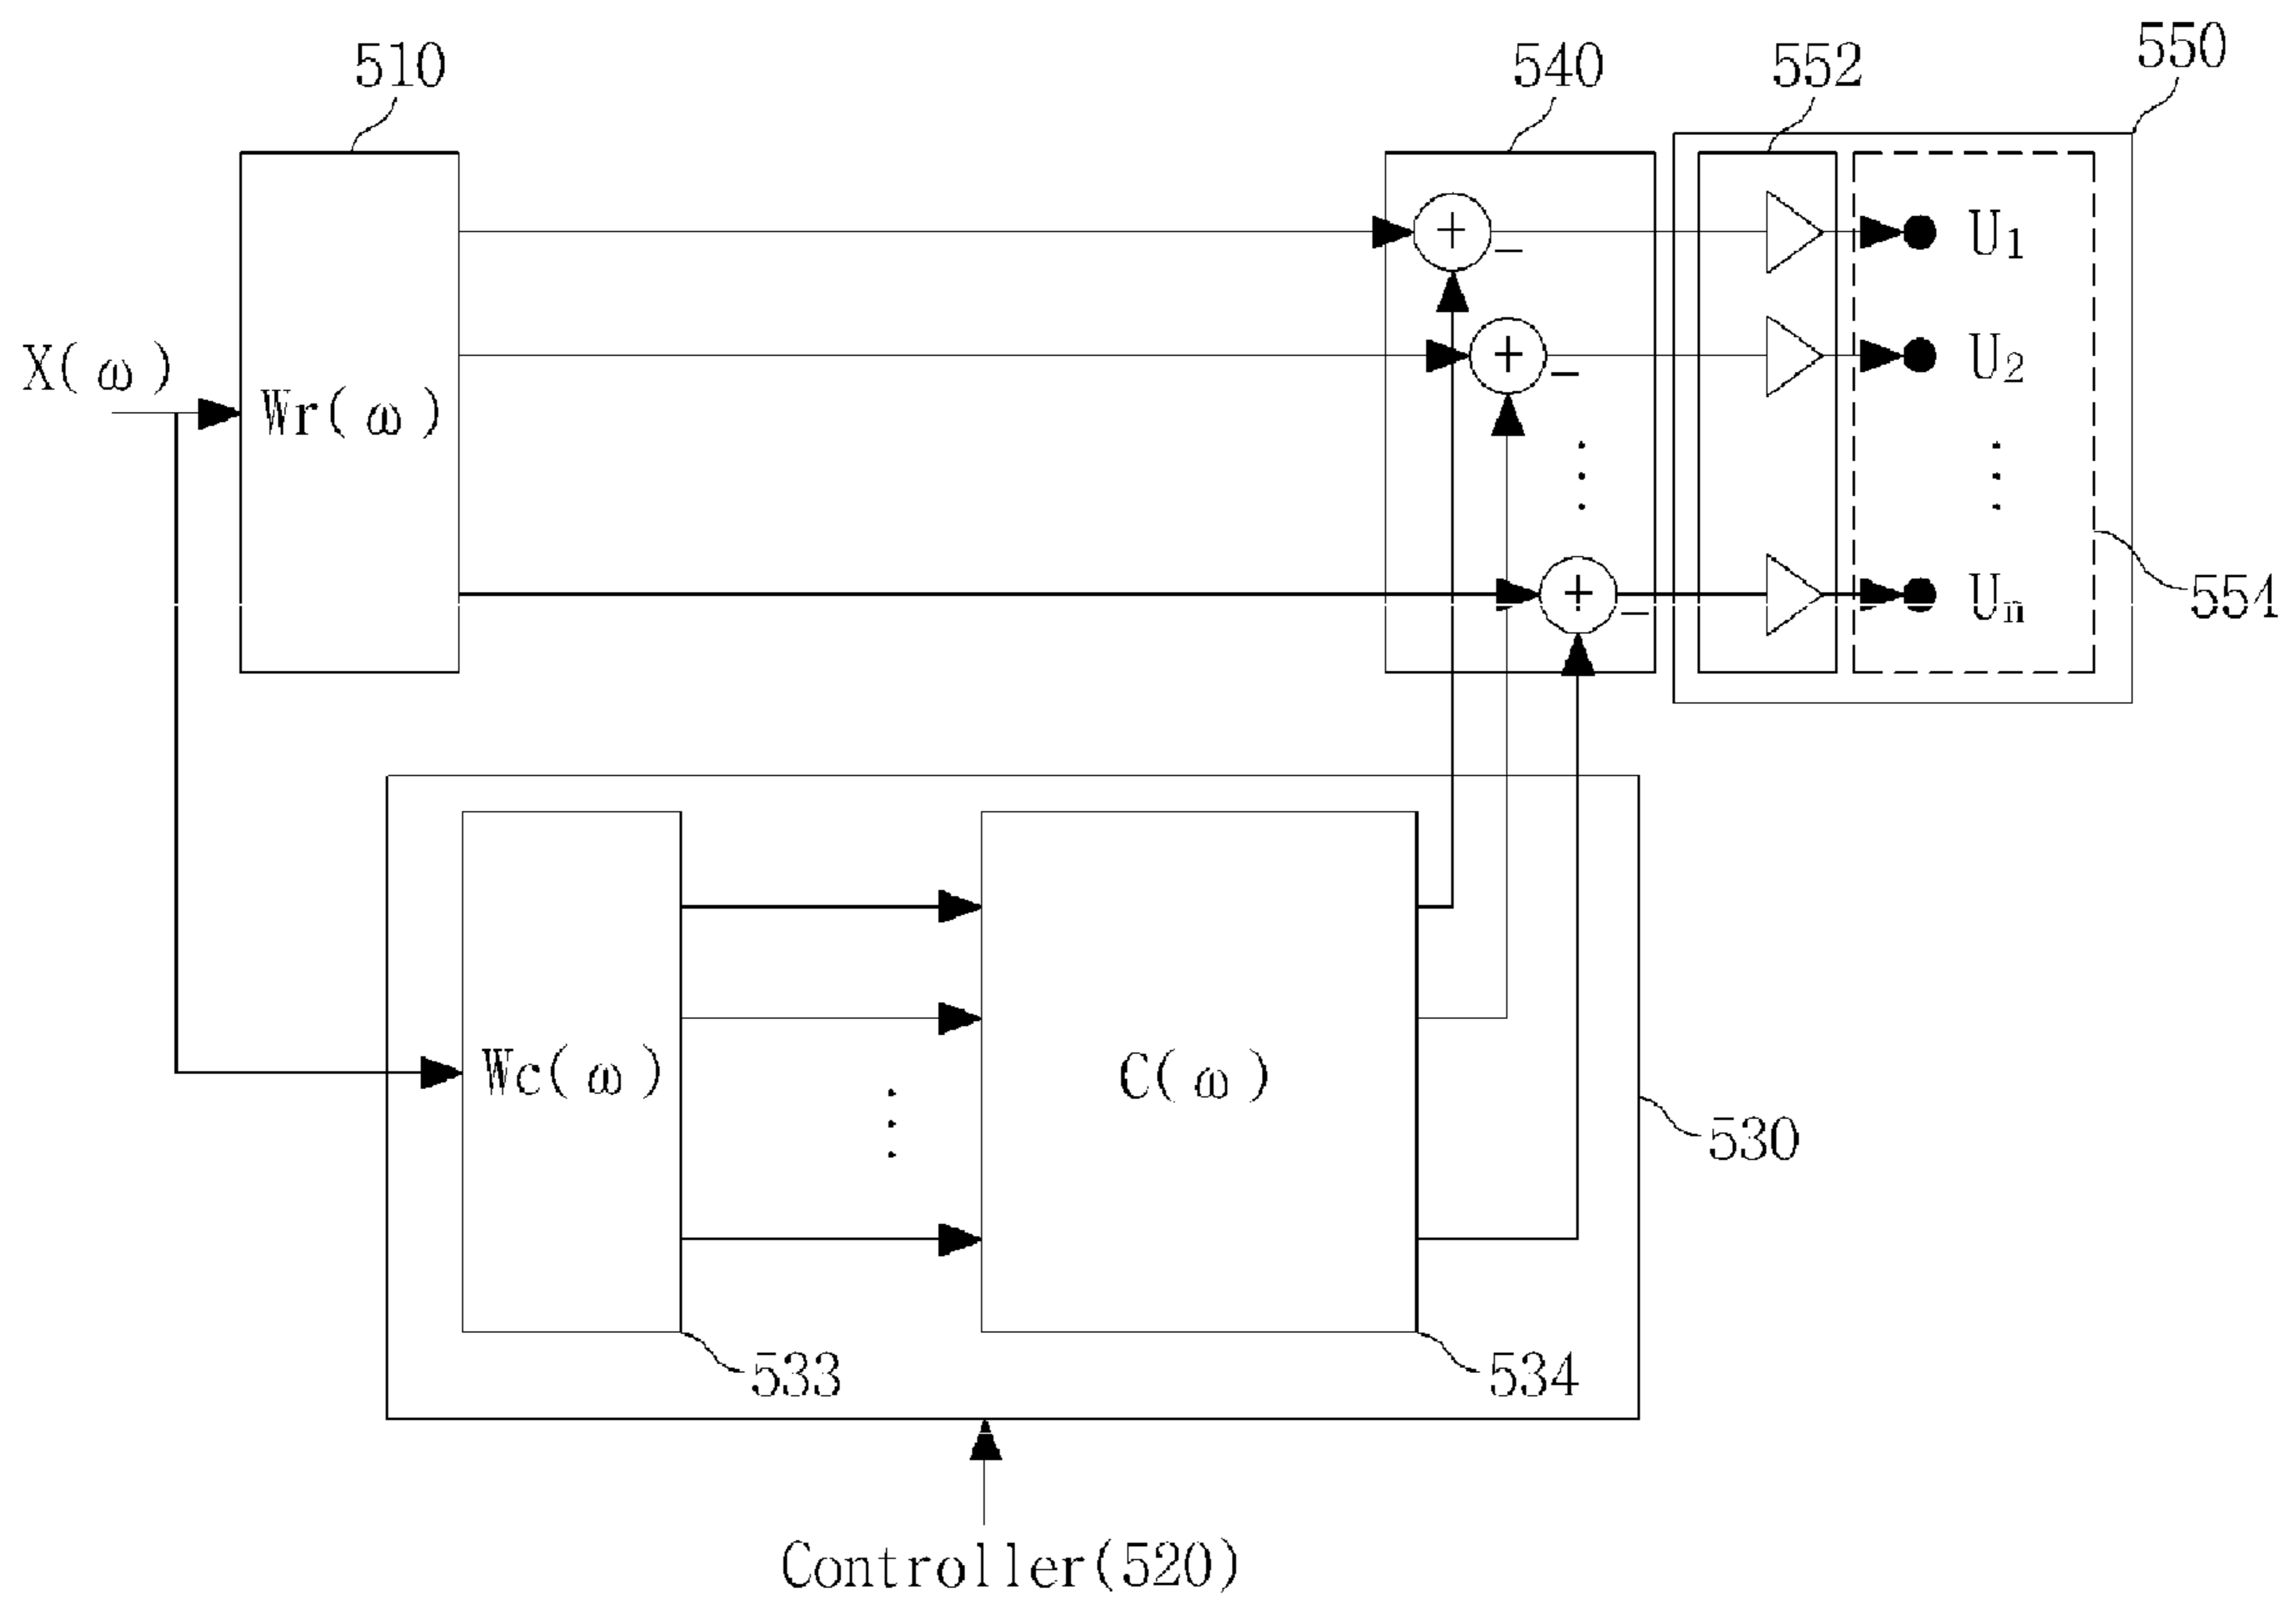 510
540
552
550
X(ω)
Wr(ω)
+
−
U1
+
−
U2
+
−
Un
554
Wc(ω)
C(ω)
530
533
534
Controller(520)